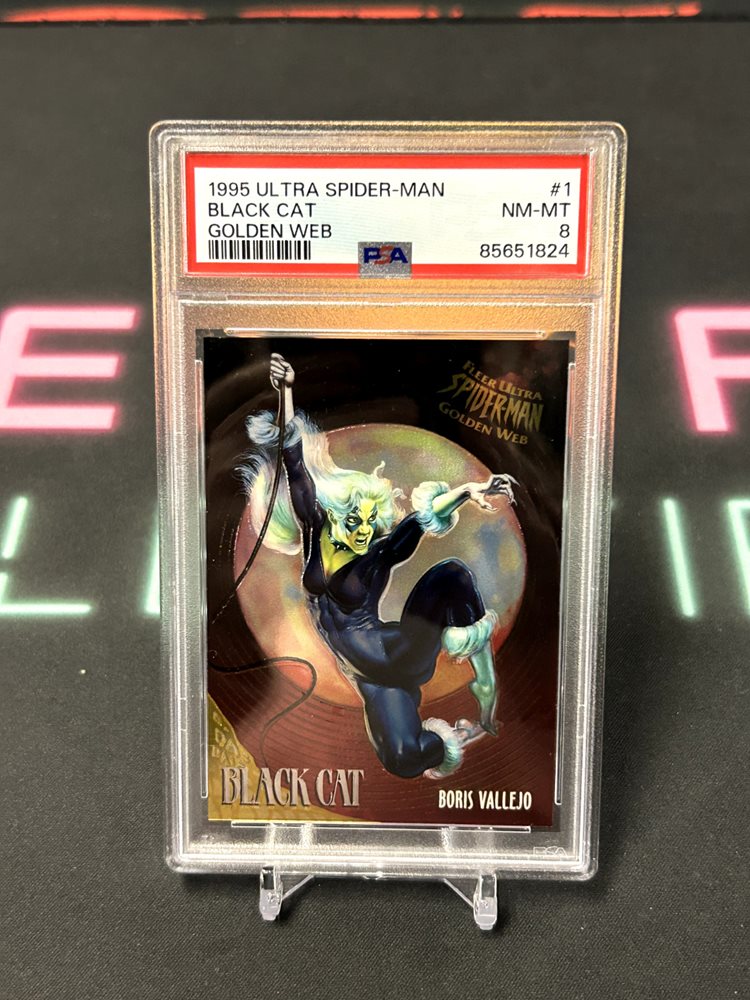 1995 ULTRA SPIDER-MAN #1
BLACK CAT NM-MT
GOLDEN WEB 8
PSA 85651824
FLEER ULTRA
SPIDER-MAN
GOLDEN WEB
BLACK CAT
BORIS VALLEJO
PSA